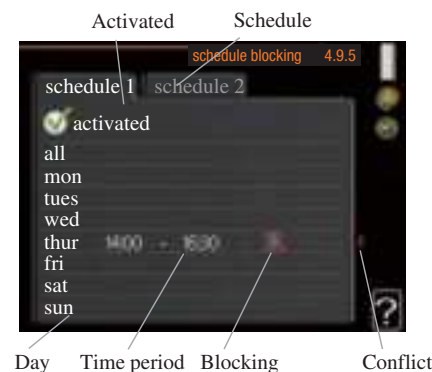 Activated Schedule
schedule blocking 4.9.5
schedule 1 schedule 2
activated
all
mon
tues
wed
thur 1400 - 1630
fri
sat
sun
?
Day Time period Blocking Conflict